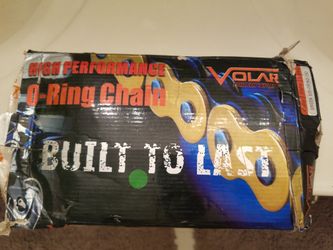 HIGH PERFORMANCE
VOLAR
O-Ring Chain
BUILT TO LAST